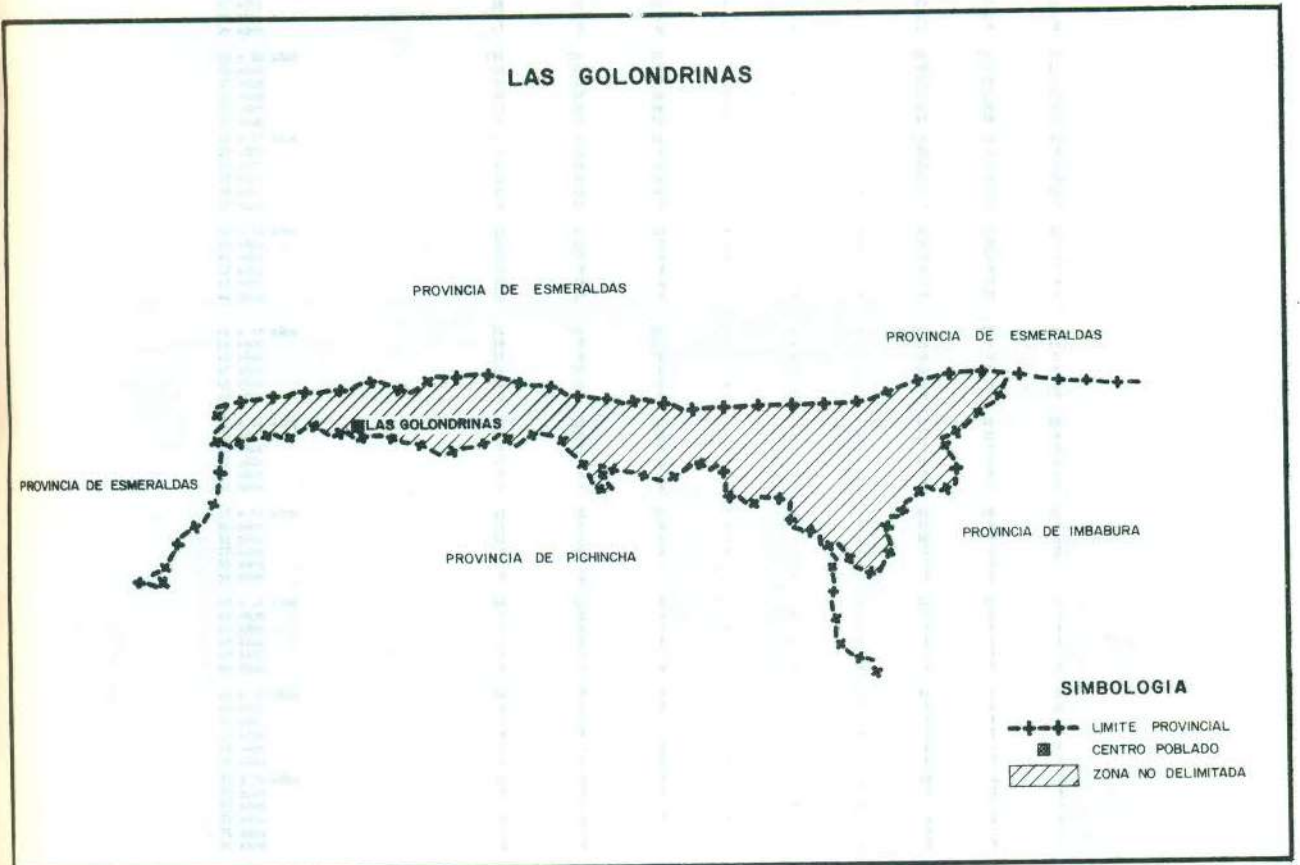 LAS GOLONDRINAS
PROVINCIA DE ESMERALDAS
PROVINCIA DE ESMERALDAS
LAS GOLONDRINAS
PROVINCIA DE ESMERALDAS
PROVINCIA DE IMBABURA
PROVINCIA DE PICHINCHA
SIMBOLOGIA
LIMITE PROVINCIAL
CENTRO POBLADO
ZONA NO DELIMITADA